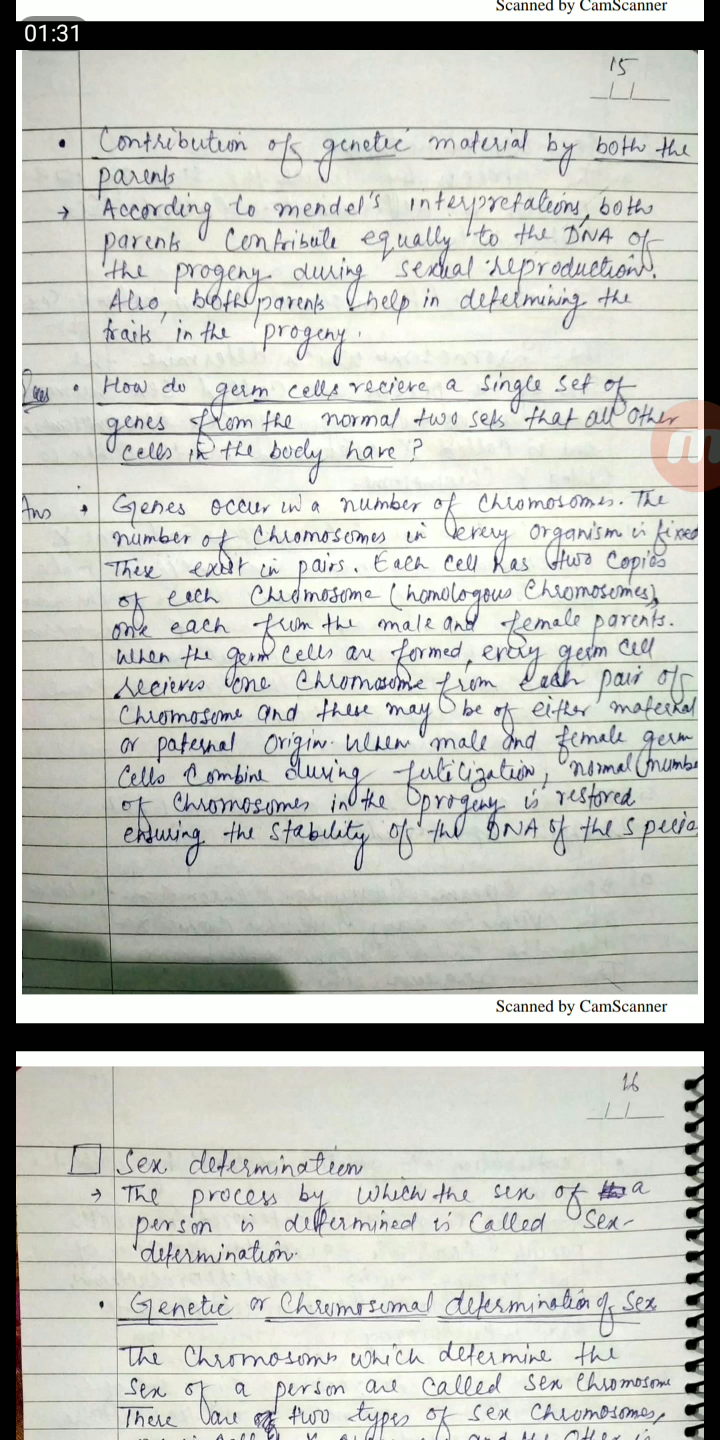 Scanned by CamScanner
01:31
15
• Contribution of genetic material by both the
parents
→ According to mendel's interpretations, both
parents Contribute equally to the DNA of
the progeny during sexual reproduction.
Also, both parents help in determining the
traits in the progeny.
Ques • How do germ cells recieve a single set of
genes from the normal two sets that all other
cells in the body have?
Ans → Genes occur in a number of Chromosomes. The
number of Chromosomes in every organism is fixed
These exist in pairs. Each cell has two copies
of each Chromosome (homologous Chromosomes),
one each from the male and female parents.
When the germ cells are formed, every germ cell
recieves one Chromosome from each pair of
Chromosome and these may be of either maternal
or paternal origin. When male and female germ
Cells Combine during fertilization, normal numbe
of Chromosomes in the progeny is restored
ensuring the stability of the DNA of the specie
Scanned by CamScanner
16
Sex determination
→ The process by which the sex of a
person is determined is Called Sex-
determination.
• Genetic or Chromosomal determination of Sex
The Chromosomes which determine the
Sex of a person are Called Sex Chromosome
There are two types of Sex Chromosomes,